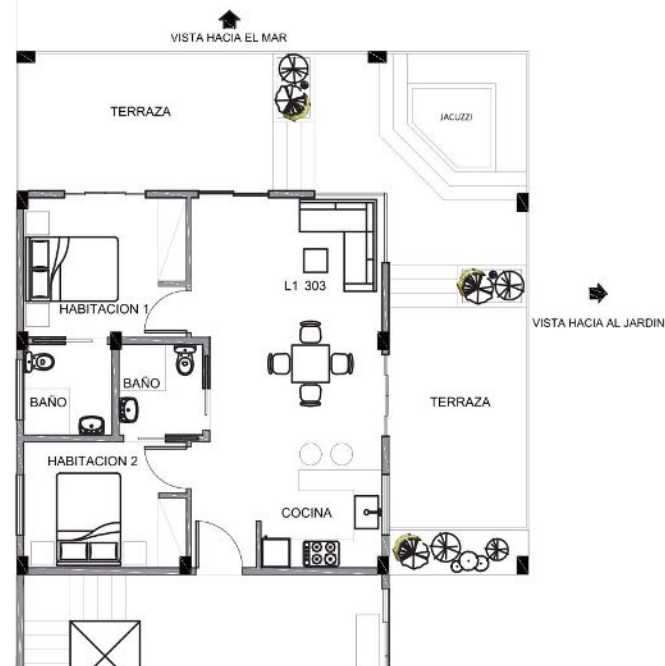 VISTA HACIA EL MAR
TERRAZA
JACUZZI
L1 303
HABITACION 1
VISTA HACIA AL JARDIN
BAÑO
BAÑO
TERRAZA
HABITACION 2
COCINA